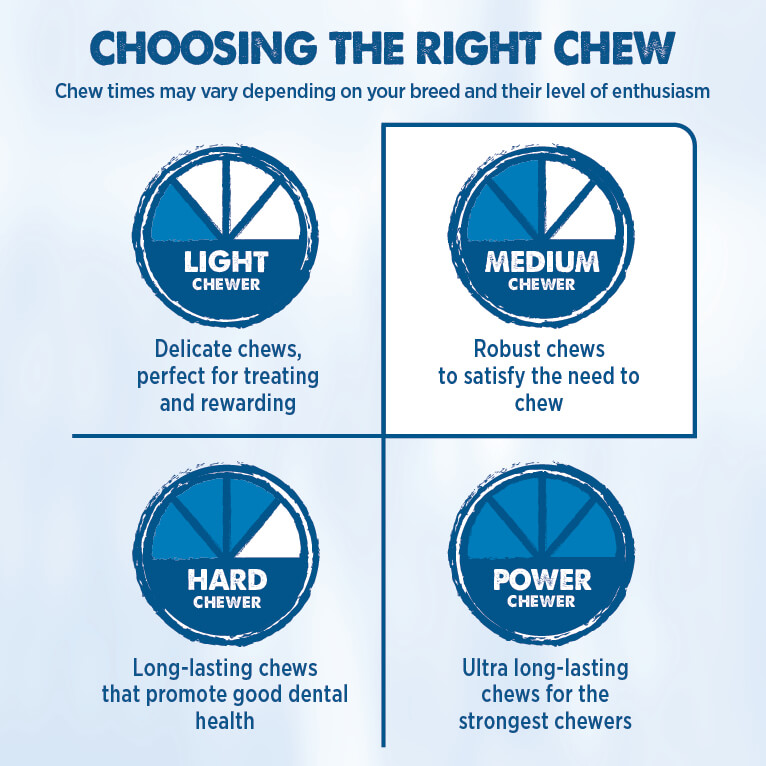 CHOOSING THE RIGHT CHEW
Chew times may vary depending on your breed and their level of enthusiasm
LIGHT
CHEWER
Delicate chews,
perfect for treating
and rewarding
MEDIUM
CHEWER
Robust chews
to satisfy the need to
chew
HARD
CHEWER
Long-lasting chews
that promote good dental
health
POWER
CHEWER
Ultra long-lasting
chews for the
strongest chewers